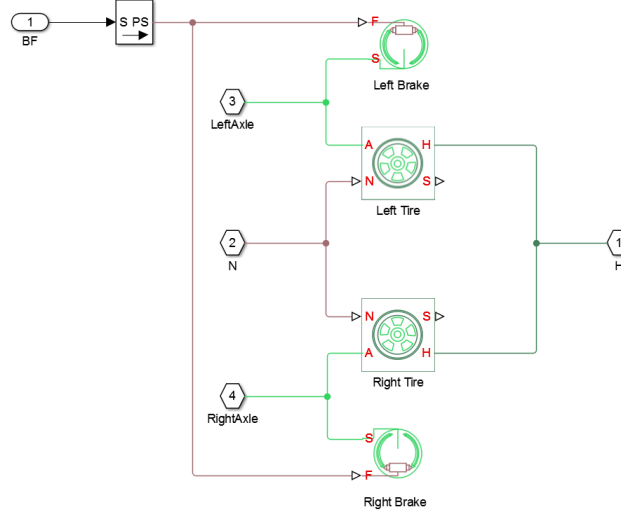 1
BF
S PS
F
S
Left Brake
3
LeftAxle
A
H
N
S
Left Tire
2
N
1
H
N
S
A
H
Right Tire
4
RightAxle
S
F
Right Brake